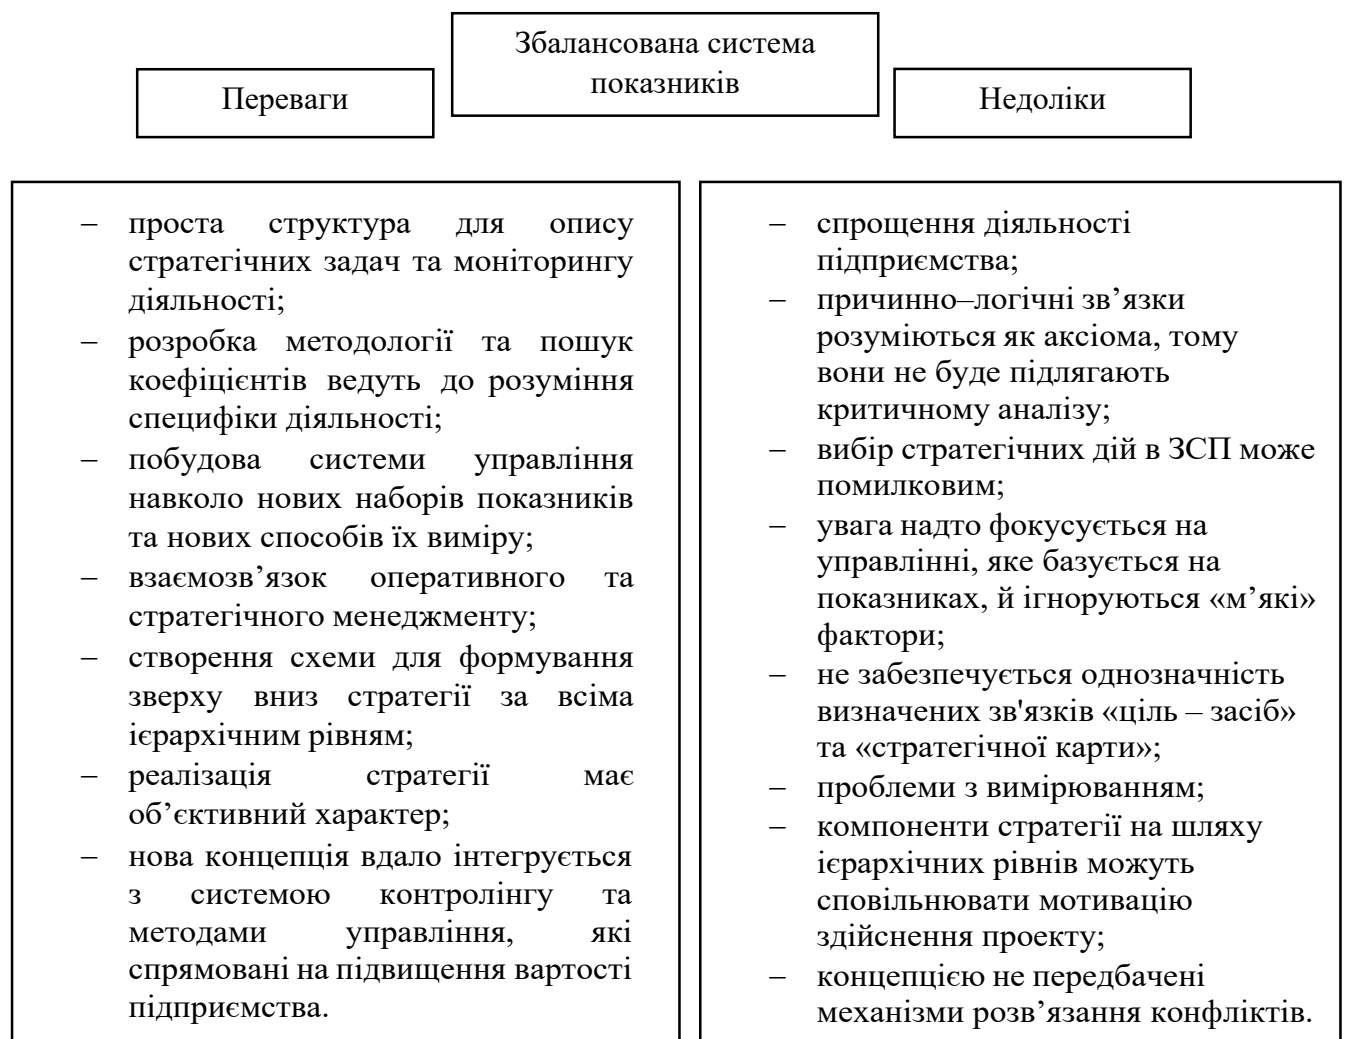 Збалансована система
показників
Переваги
Недоліки
– проста структура для опису
стратегічних задач та моніторингу
діяльності;
– розробка методології та пошук
коефіцієнтів ведуть до розуміння
специфіки діяльності;
– побудова системи управління
навколо нових наборів показників
та нових способів їх виміру;
– взаємозв’язок оперативного та
стратегічного менеджменту;
– створення схеми для формування
зверху вниз стратегії за всіма
ієрархічним рівням;
– реалізація стратегії має
об’єктивний характер;
– нова концепція вдало інтегрується
з системою контролінгу та
методами управління, які
спрямовані на підвищення вартості
підприємства.
– спрощення діяльності
підприємства;
– причинно–логічні зв’язки
розуміються як аксіома, тому
вони не буде підлягають
критичному аналізу;
– вибір стратегічних дій в ЗСП може
помилковим;
– увага надто фокусується на
управлінні, яке базується на
показниках, й ігноруються «м’які»
фактори;
– не забезпечується однозначність
визначених зв'язків «ціль – засіб»
та «стратегічної карти»;
– проблеми з вимірюванням;
– компоненти стратегії на шляху
ієрархічних рівнів можуть
сповільнювати мотивацію
здійснення проекту;
– концепцією не передбачені
механізми розв’язання конфліктів.